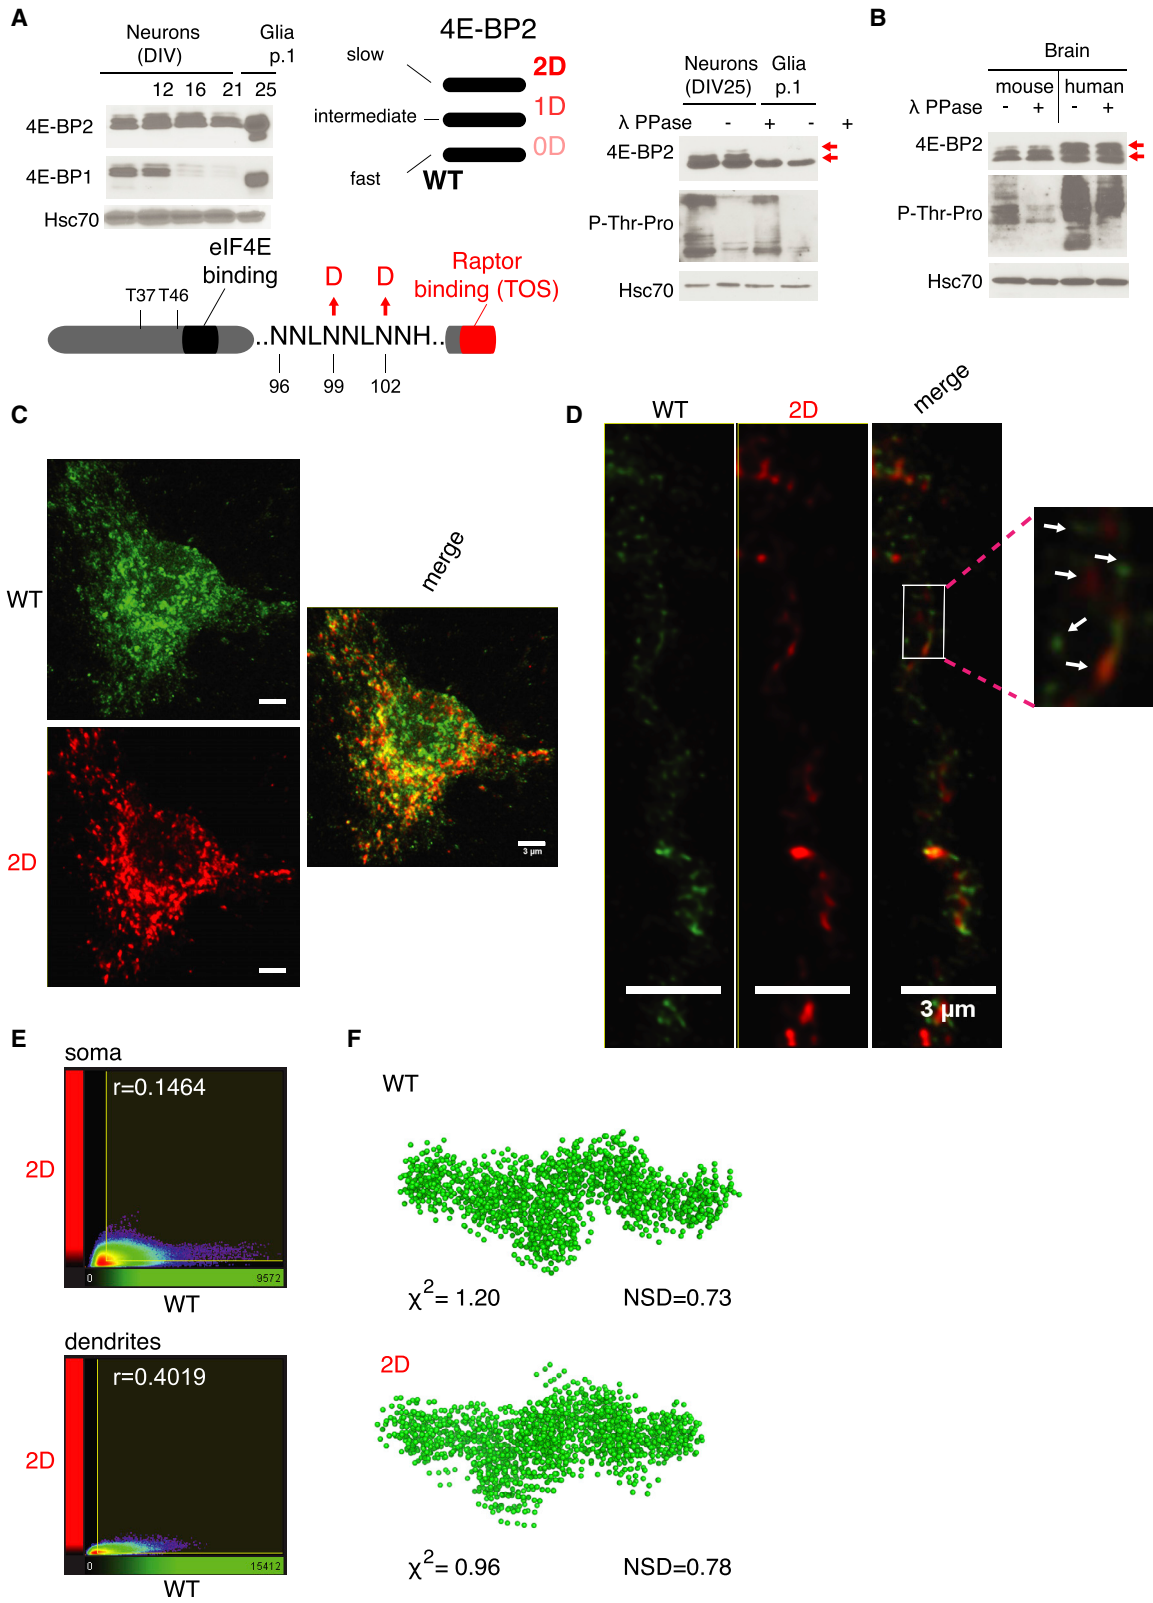 A
Neurons
(DIV)
Glia
p.1
12 16 21 25
4E-BP2
4E-BP1
Hsc70
4E-BP2
slow
2D
intermediate
1D
0D
fast
WT
Neurons
(DIV25)
Glia
p.1
λ PPase - + - +
4E-BP2
P-Thr-Pro
Hsc70
B
Brain
mouse human
λ PPase - + - +
4E-BP2
P-Thr-Pro
Hsc70
eIF4E
binding
T37 T46
D D
Raptor
binding (TOS)
..NNLNNLNNH..
96 99 102
C
WT
2D
merge
3 µm
D
WT
2D
merge
3 µm
E
soma
r=0.1464
2D
0 9572
WT
dendrites
r=0.4019
2D
0 15412
WT
F
WT
χ2= 1.20 NSD=0.73
2D
χ2= 0.96 NSD=0.78